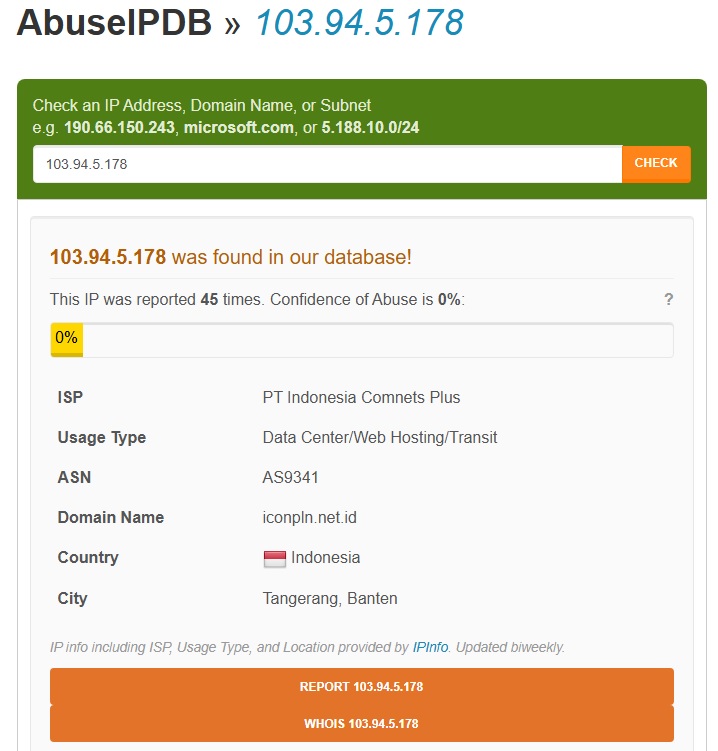 AbuseIPDB » 103.94.5.178
Check an IP Address, Domain Name, or Subnet
e.g. 190.66.150.243, microsoft.com, or 5.188.10.0/24
103.94.5.178 CHECK
103.94.5.178 was found in our database!
This IP was reported 45 times. Confidence of Abuse is 0%: ?
0%
ISP PT Indonesia Comnets Plus
Usage Type Data Center/Web Hosting/Transit
ASN AS9341
Domain Name iconpln.net.id
Country Indonesia
City Tangerang, Banten
IP info including ISP, Usage Type, and Location provided by IPInfo. Updated biweekly.
REPORT 103.94.5.178
WHOIS 103.94.5.178